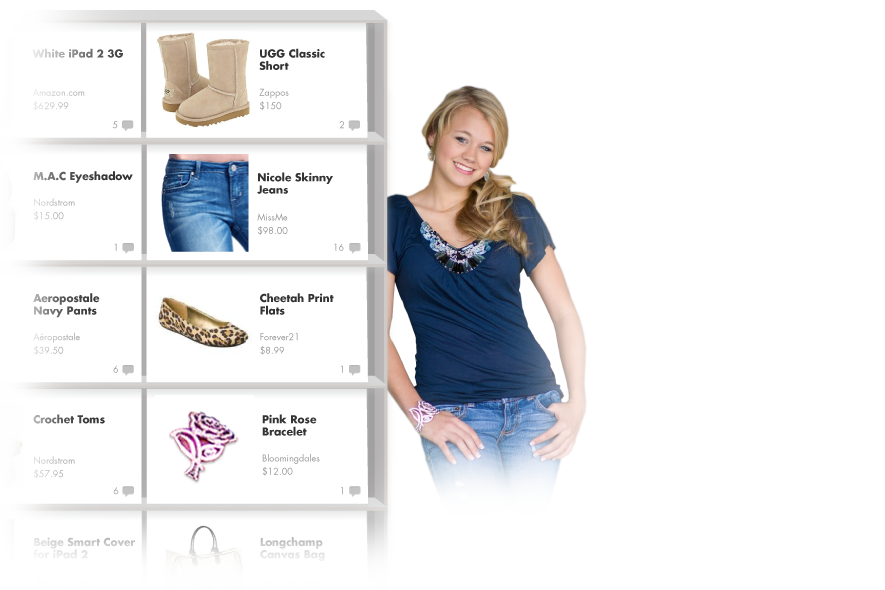 White iPad 2 3G
Amazon.com
$629.99
5
UGG Classic
Short
Zappos
$150
2
M.A.C Eyeshadow
Nordstrom
$15.00
1
Nicole Skinny
Jeans
MissMe
$98.00
16
Aeropostale
Navy Pants
Aéropostale
$39.50
6
Cheetah Print
Flats
Forever21
$8.99
1
Crochet Toms
Nordstrom
$57.95
6
Pink Rose
Bracelet
Bloomingdales
$12.00
1
Beige Smart Cover
for iPad 2
Longchamp
Canvas Bag